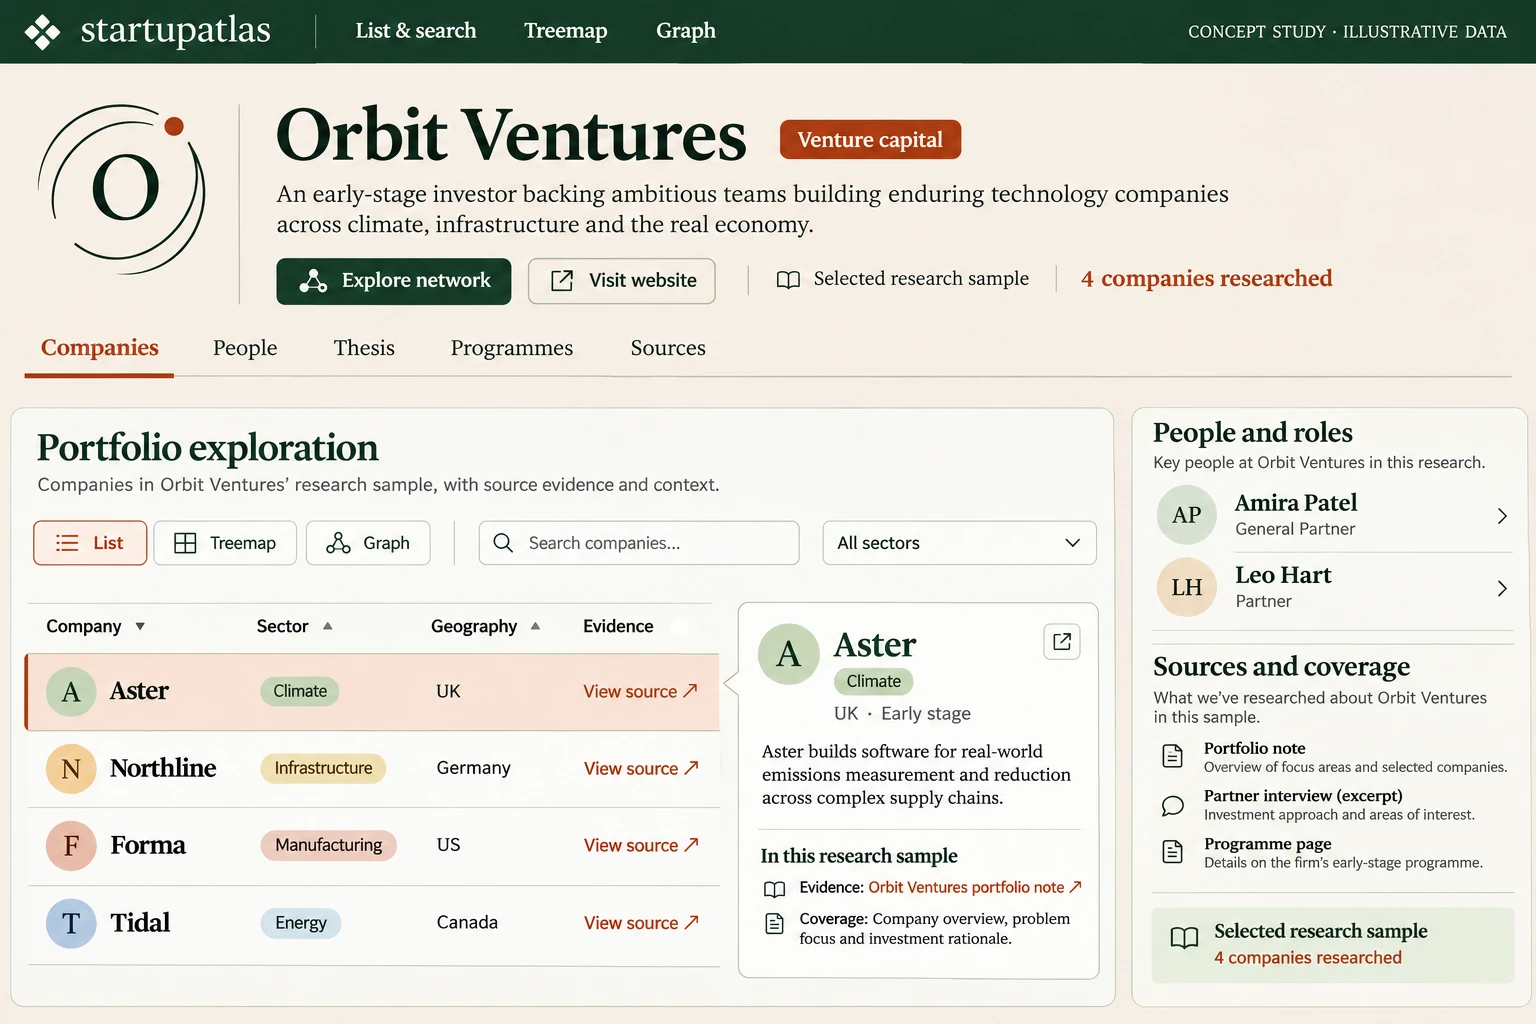 startupatlas
List & search
Treemap
Graph
CONCEPT STUDY · ILLUSTRATIVE DATA
O
Orbit Ventures
Venture capital
An early-stage investor backing ambitious teams building enduring technology companies
across climate, infrastructure and the real economy.
Explore network
Visit website
Selected research sample
4 companies researched
Companies
People
Thesis
Programmes
Sources
Portfolio exploration
Companies in Orbit Ventures’ research sample, with source evidence and context.
List
Treemap
Graph
Search companies...
All sectors
Company ▼
Sector ▲
Geography ▲
Evidence
A Aster Climate UK View source ↗
N Northline Infrastructure Germany View source ↗
F Forma Manufacturing US View source ↗
T Tidal Energy Canada View source ↗
A
Aster
Climate
UK · Early stage
Aster builds software for real-world
emissions measurement and reduction
across complex supply chains.
In this research sample
Evidence: Orbit Ventures portfolio note ↗
Coverage: Company overview, problem
focus and investment rationale.
People and roles
Key people at Orbit Ventures in this research.
AP
Amira Patel
General Partner
LH
Leo Hart
Partner
Sources and coverage
What we’ve researched about Orbit Ventures
in this sample.
Portfolio note
Overview of focus areas and selected companies.
Partner interview (excerpt)
Investment approach and areas of interest.
Programme page
Details on the firm’s early-stage programme.
Selected research sample
4 companies researched